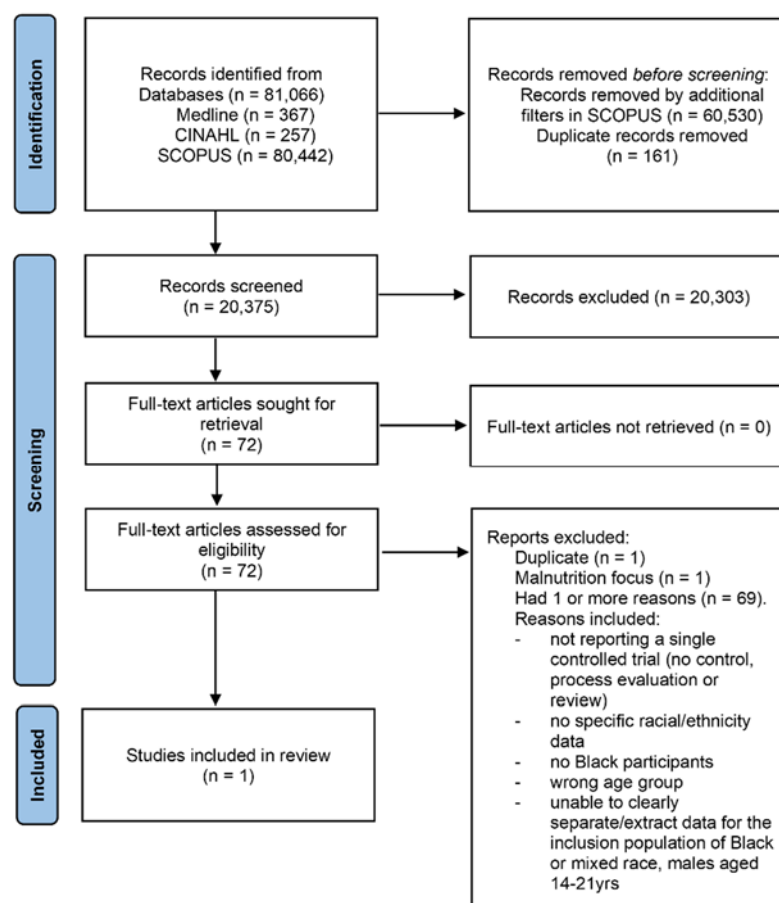 Identification
Records identified from
Databases (n = 81,066)
Medline (n = 367)
CINAHL (n = 257)
SCOPUS (n = 80,442)
Records removed before screening:
Records removed by additional
filters in SCOPUS (n = 60,530)
Duplicate records removed
(n = 161)
Screening
Records screened
(n = 20,375)
Records excluded (n = 20,303)
Full-text articles sought for
retrieval
(n = 72)
Full-text articles not retrieved (n = 0)
Full-text articles assessed for
eligibility
(n = 72)
Reports excluded:
Duplicate (n = 1)
Malnutrition focus (n = 1)
Had 1 or more reasons (n = 69).
Reasons included:
- not reporting a single
controlled trial (no control,
process evaluation or
review)
- no specific racial/ethnicity
data
- no Black participants
- wrong age group
- unable to clearly
separate/extract data for the
inclusion population of Black
or mixed race, males aged
14-21yrs
Included
Studies included in review
(n = 1)